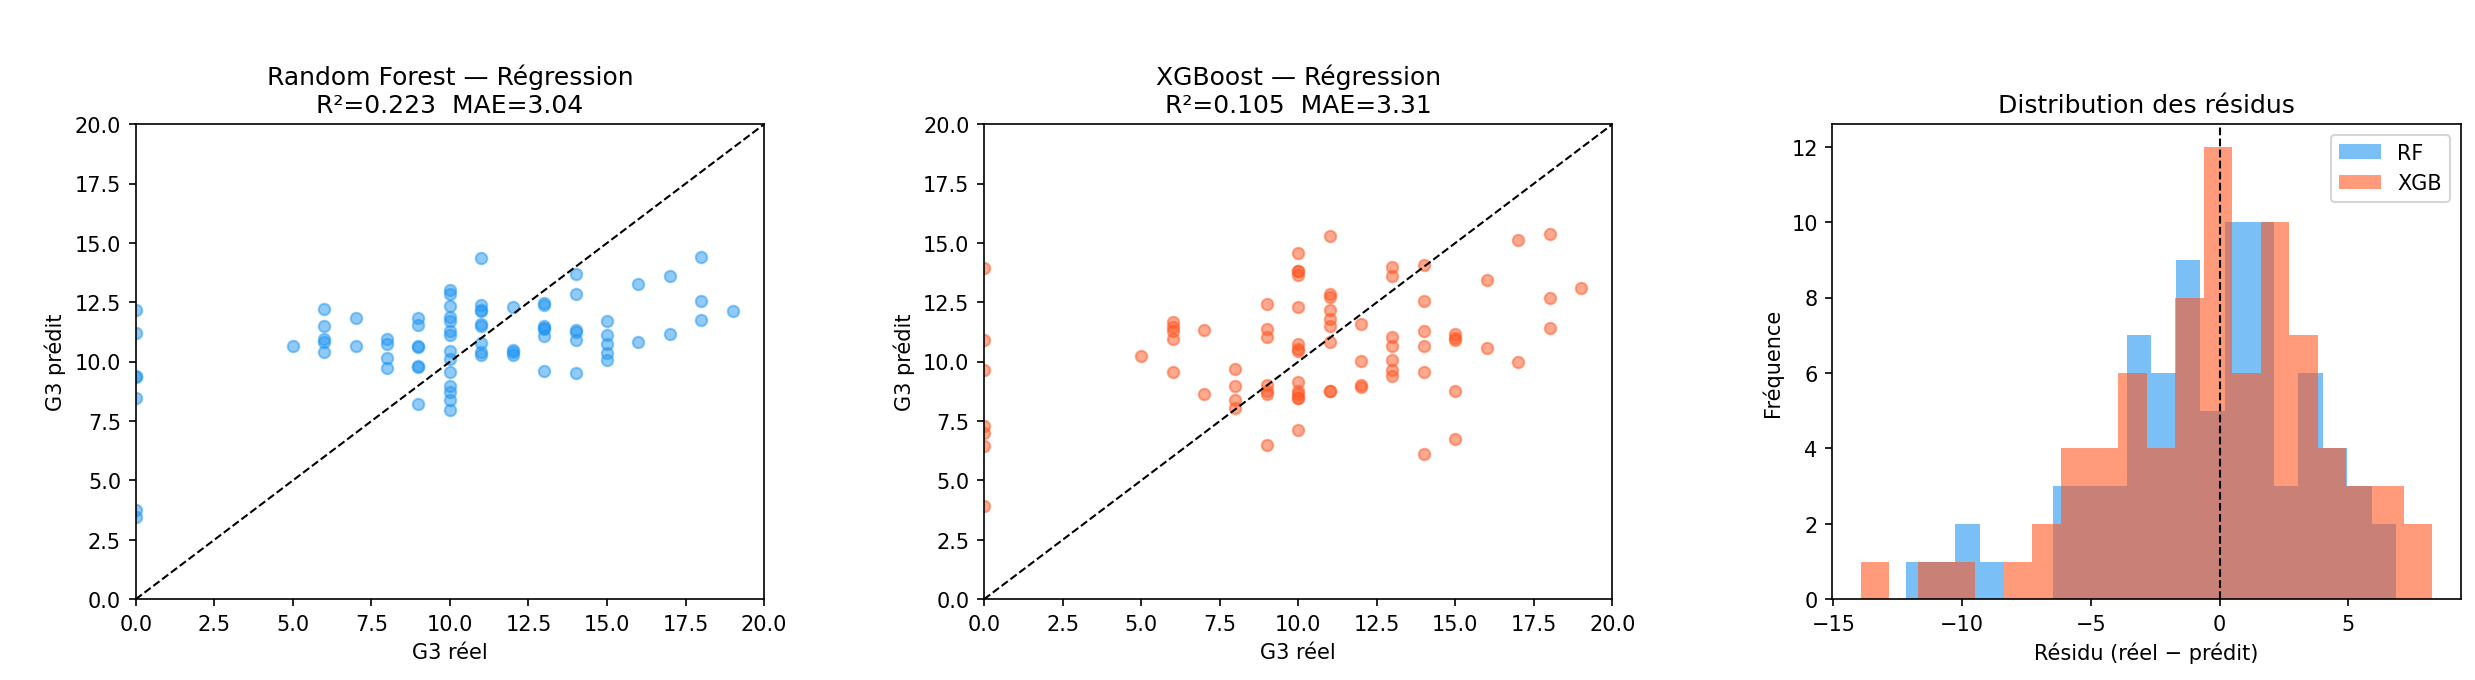 Random Forest — Régression
R²=0.223  MAE=3.04
20.0
17.5
15.0
12.5
10.0
7.5
5.0
2.5
0.0
G3 prédit
0.0 2.5 5.0 7.5 10.0 12.5 15.0 17.5 20.0
G3 réel
XGBoost — Régression
R²=0.105  MAE=3.31
20.0
17.5
15.0
12.5
10.0
7.5
5.0
2.5
0.0
G3 prédit
0.0 2.5 5.0 7.5 10.0 12.5 15.0 17.5 20.0
G3 réel
Distribution des résidus
RF
XGB
12
10
8
6
4
2
0
Fréquence
−15 −10 −5 0 5
Résidu (réel − prédit)